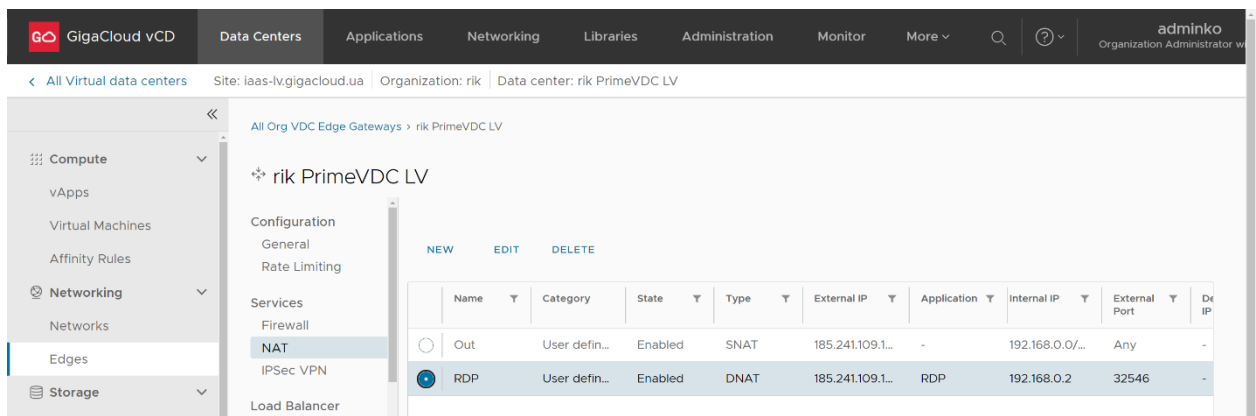 GigaCloud vCD Data Centers Applications Networking Libraries Administration Monitor More adminko
Organization Administrator
All Virtual data centers Site: iaas-lv.gigacloud.ua Organization: rik Data center: rik PrimeVDC LV
All Org VDC Edge Gateways > rik PrimeVDC LV
rik PrimeVDC LV
Compute
vApps
Virtual Machines
Affinity Rules
Networking
Networks
Edges
Storage
Configuration
General
Rate Limiting
Services
Firewall
NAT
IPSec VPN
Load Balancer
NEW EDIT DELETE
Name Category State Type External IP Application Internal IP External Port
Out User defin... Enabled SNAT 185.241.109.1... - 192.168.0.0/... Any -
RDP User defin... Enabled DNAT 185.241.109.1... RDP 192.168.0.2 32546 -